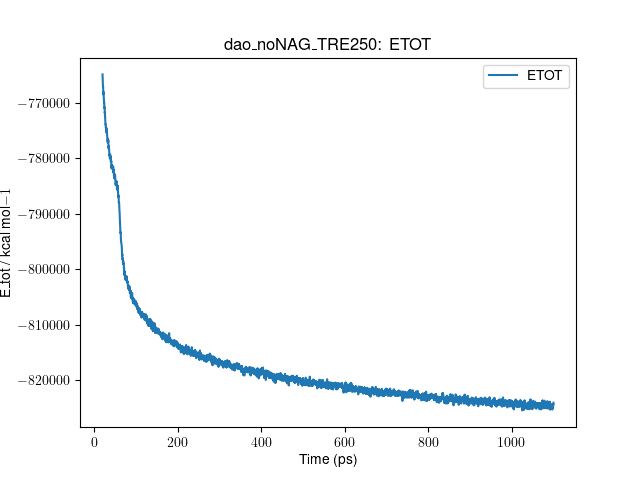 dao_noNAG_TRE250: ETOT
ETOT
−770000
−780000
−790000
−800000
−810000
−820000
E_tot / kcal mol−1
0 200 400 600 800 1000
Time (ps)